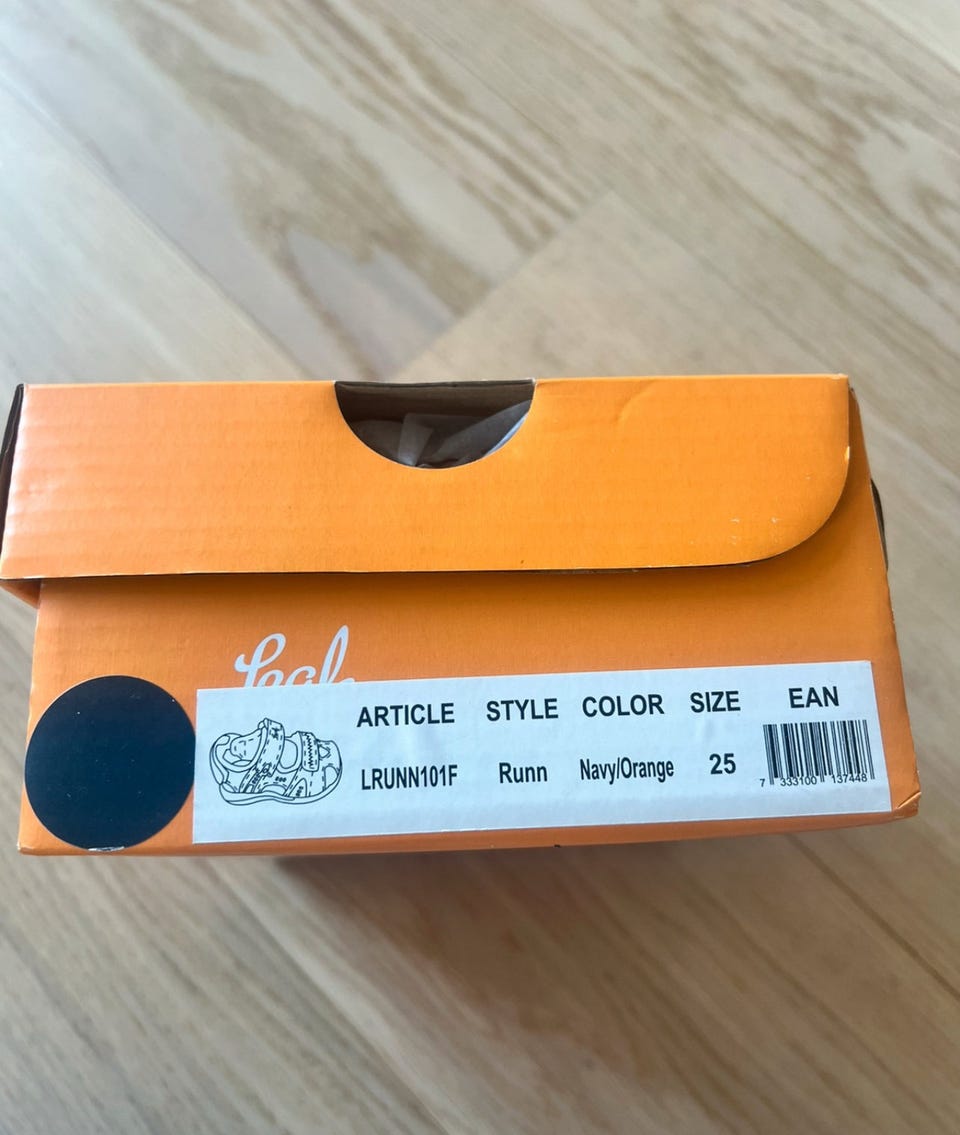 ARTICLE STYLE COLOR SIZE EAN
LRUNN101F Runn Navy/Orange 25
7 333100 137448